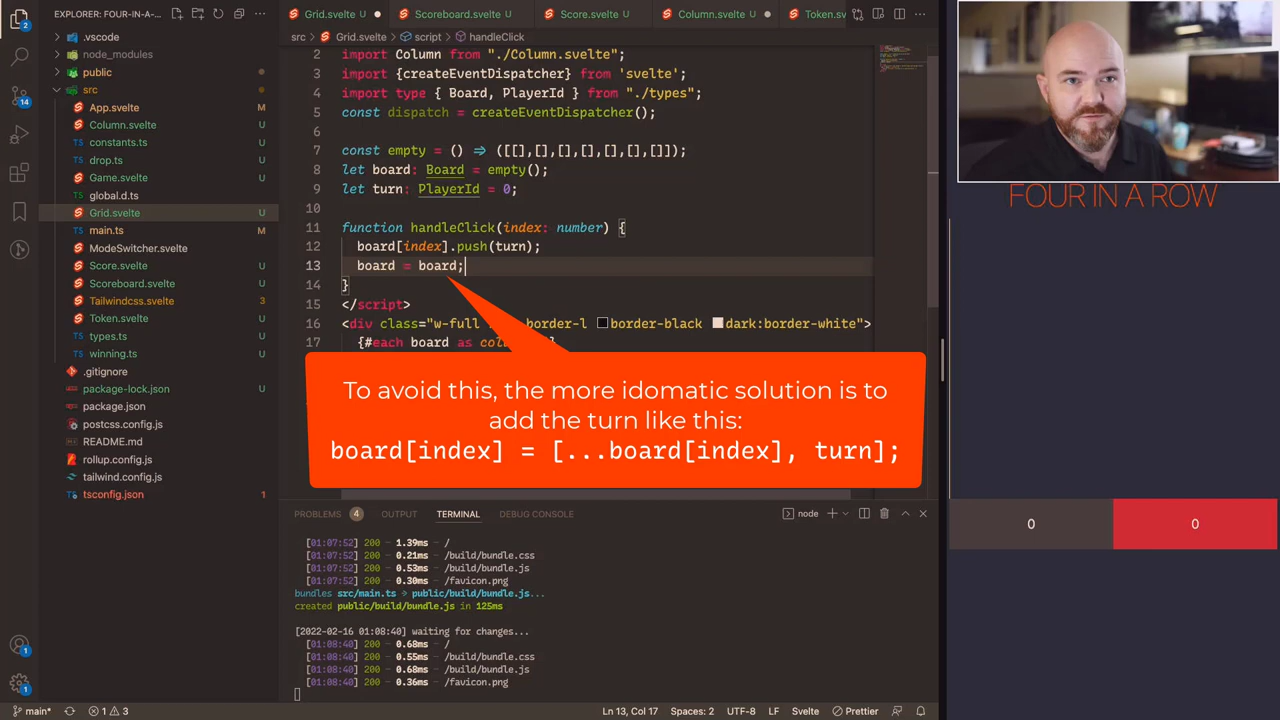 EXPLORER: FOUR-IN-A-...
Grid.svelte
Scoreboard.svelte U
Score.svelte U
Column.svelte
Token.sv
.vscode
node_modules
public
src
App.svelte M
Column.svelte U
constants.ts U
drop.ts U
Game.svelte U
global.d.ts
Grid.svelte U
main.ts M
ModeSwitcher.svelte
Score.svelte U
Scoreboard.svelte U
Tailwindcss.svelte 3
Token.svelte U
types.ts U
winning.ts U
.gitignore
package-lock.json U
package.json
postcss.config.js
README.md
rollup.config.js
tailwind.config.js
tsconfig.json 1
2
14
1
1
src > Grid.svelte > script > handleClick
2 import Column from "./Column.svelte";
3 import {createEventDispatcher} from 'svelte';
4 import type { Board, PlayerId } from "./types";
5 const dispatch = createEventDispatcher();
6
7 const empty = () ⇒ ([[],[],[],[],[],[],[]]);
8 let board: Board = empty();
9 let turn: PlayerId = 0;
10
11 function handleClick(index: number) {
12 board[index].push(turn);
13 board = board;
14 }
15 </script>
16 <div class="w-full border-l border-black dark:border-white">
17 {#each board as
To avoid this, the more idomatic solution is to
add the turn like this:
board[index] = [...board[index], turn];
PROBLEMS 4 OUTPUT TERMINAL DEBUG CONSOLE
node
[01:07:52] 200 ─ 1.39ms ─ /
[01:07:52] 200 ─ 0.21ms ─ /build/bundle.css
[01:07:52] 200 ─ 0.53ms ─ /build/bundle.js
[01:07:52] 200 ─ 0.30ms ─ /favicon.png
bundles src/main.ts → public/build/bundle.js...
created public/build/bundle.js in 125ms
[2022-02-16 01:08:40] waiting for changes...
[01:08:40] 200 ─ 0.68ms ─ /
[01:08:40] 200 ─ 0.55ms ─ /build/bundle.css
[01:08:40] 200 ─ 0.68ms ─ /build/bundle.js
[01:08:40] 200 ─ 0.36ms ─ /favicon.png
main* 1 3
Ln 13, Col 17 Spaces: 2 UTF-8 LF Svelte Prettier
FOUR IN A ROW
0
0